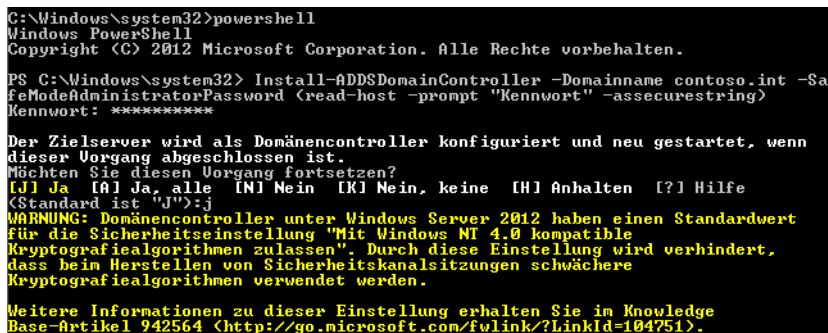 C:\Windows\system32>powershell
Windows PowerShell
Copyright (C) 2012 Microsoft Corporation. Alle Rechte vorbehalten.
PS C:\Windows\system32> Install-ADDSDomainController -Domainname contoso.int -Sa
feModeAdministratorPassword (read-host -prompt "Kennwort" -assecurestring)
Kennwort: **********
Der Zielserver wird als Domänencontroller konfiguriert und neu gestartet, wenn
dieser Vorgang abgeschlossen ist.
Möchten Sie diesen Vorgang fortsetzen?
[J] Ja  [A] Ja, alle  [N] Nein  [K] Nein, keine  [H] Anhalten  [?] Hilfe
(Standard ist "J"):j
WARNUNG: Domänencontroller unter Windows Server 2012 haben einen Standardwert
für die Sicherheitseinstellung "Mit Windows NT 4.0 kompatible
Kryptografiealgorithmen zulassen". Durch diese Einstellung wird verhindert,
dass beim Herstellen von Sicherheitskanalsitzungen schwächere
Kryptografiealgorithmen verwendet werden.
Weitere Informationen zu dieser Einstellung erhalten Sie im Knowledge
Base-Artikel 942564 (http://go.microsoft.com/fwlink/?LinkId=104751).